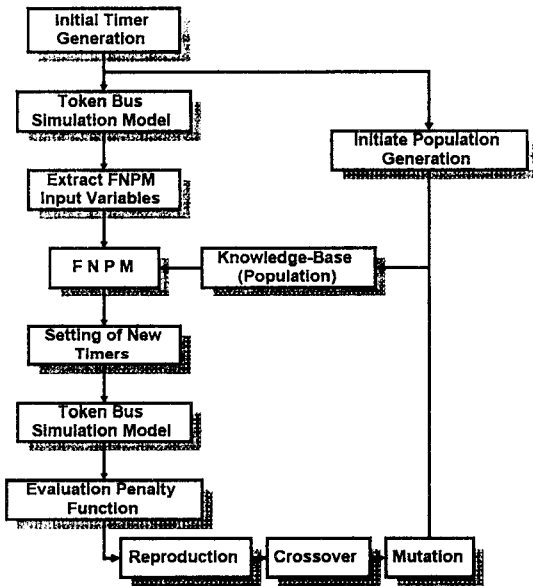 Initial Timer
Generation
Token Bus
Simulation Model
Initiate Population
Generation
Extract FNPM
Input Variables
F N P M
Knowledge-Base
(Population)
Setting of New
Timers
Token Bus
Simulation Model
Evaluation Penalty
Function
Reproduction
Crossover
Mutation